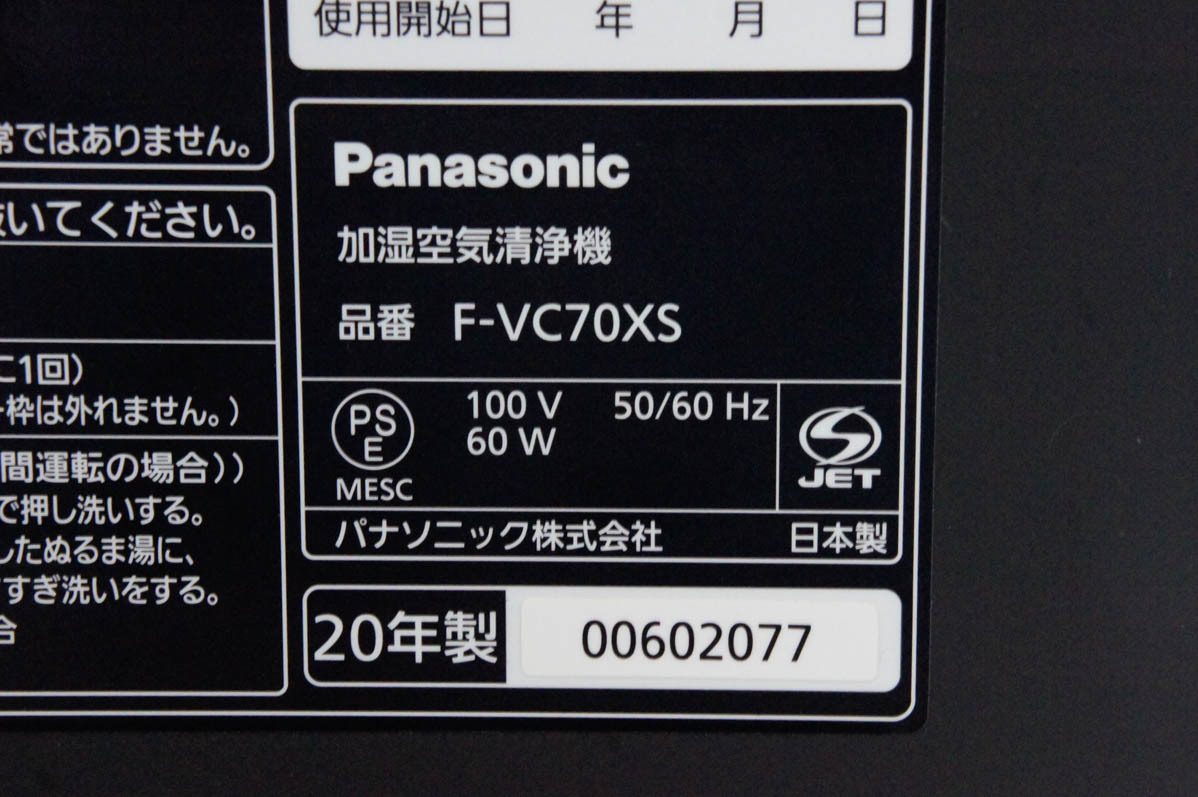 使用開始日 年 月 日
常ではありません。
抜いてください。
に1回)
枠は外れません。)
間運転の場合))
で押し洗いする。
したぬるま湯に、
すすぎ洗いをする。
合
Panasonic
加湿空気清浄機
品番 F-VC70XS
PS
E
MESC
100 V 50/60 Hz
60 W
S
JET
パナソニック株式会社 日本製
20年製 00602077